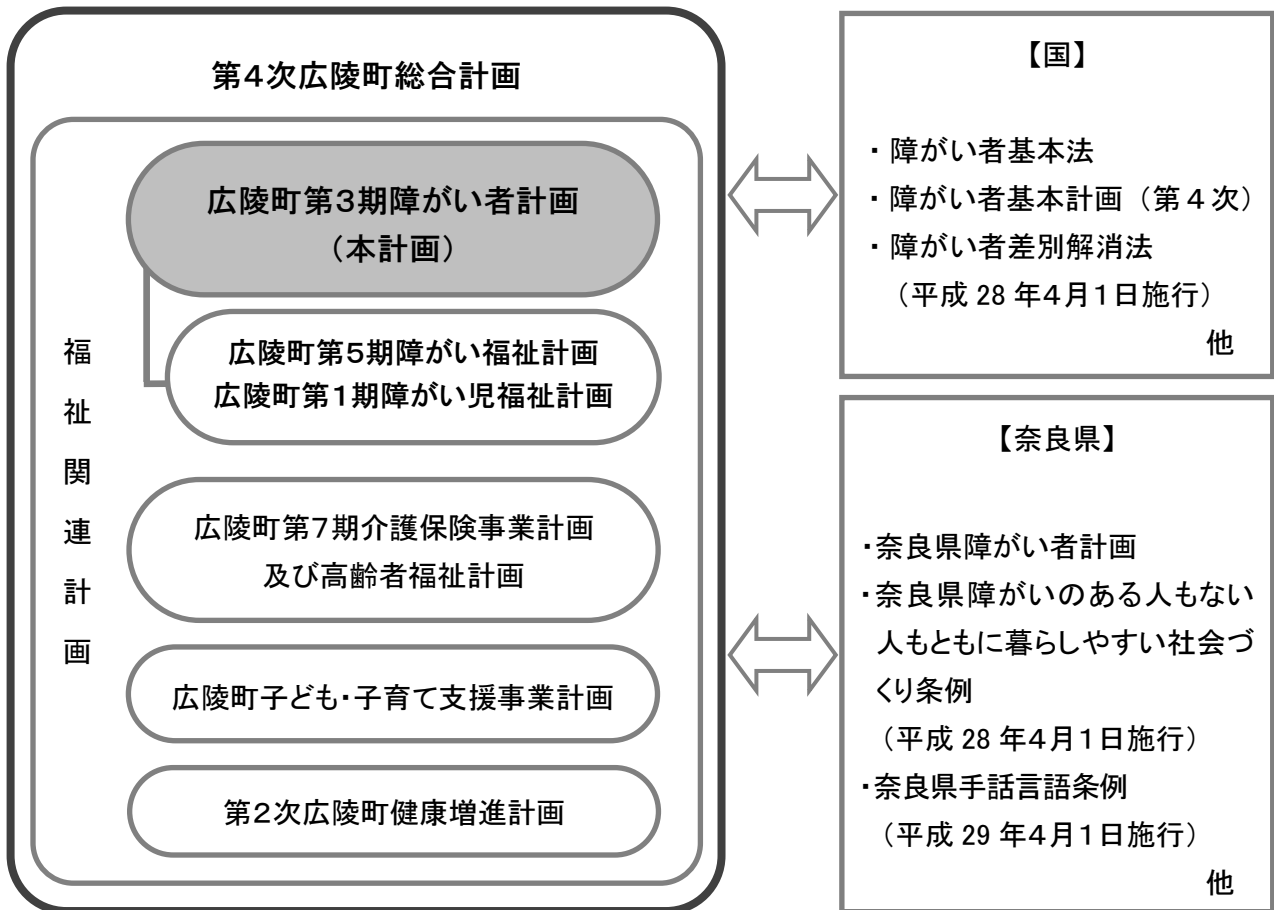 第4次広陵町総合計画
福祉関連計画
広陵町第3期障がい者計画
（本計画）
広陵町第5期障がい福祉計画
広陵町第1期障がい児福祉計画
広陵町第7期介護保険事業計画
及び高齢者福祉計画
広陵町子ども・子育て支援事業計画
第2次広陵町健康増進計画
【国】
・障がい者基本法
・障がい者基本計画（第４次）
・障がい者差別解消法
（平成 28 年４月１日施行）
他
【奈良県】
・奈良県障がい者計画
・奈良県障がいのある人もない
人もともに暮らしやすい社会づ
くり条例
（平成 28 年４月１日施行）
・奈良県手話言語条例
（平成 29 年４月１日施行）
他